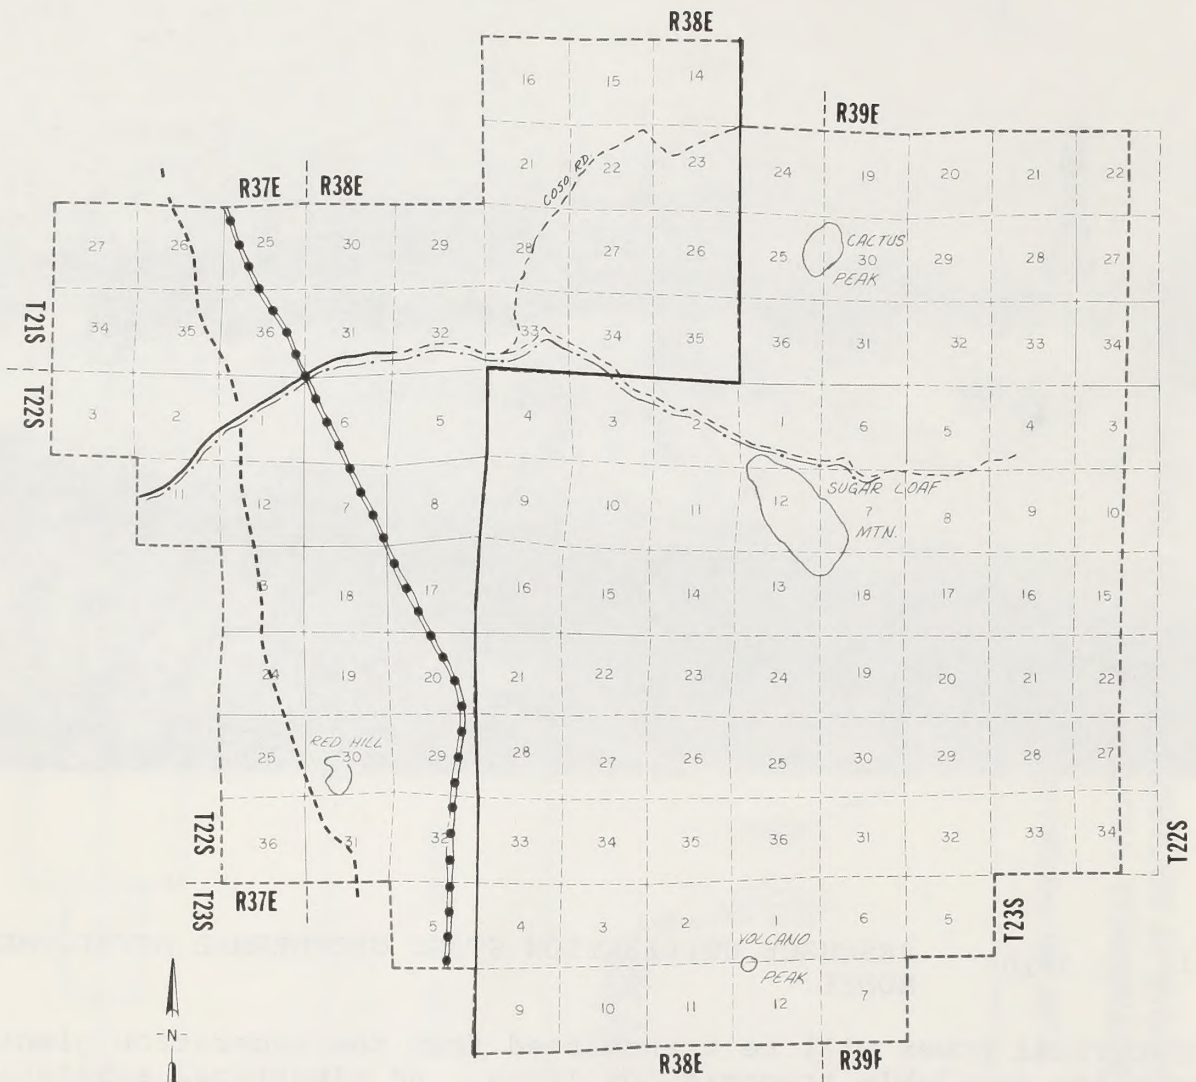 R38E
16 15 14
R39E
21 22 23 24 19 20 21 22
COSO RD.
R37E R38E
27 26 25 30 29 28 27 26 25 30 29 28 27
CACTUS
PEAK
T21S
34 35 36 31 32 33 34 35 36 31 32 33 34
T22S
3 2 1 6 5 4 3 2 1 6 5 4 3
SUGAR LOAF
11 12 7 8 9 10 11 12 7 8 9 10
MTN.
3 18 17 16 15 14 13 18 17 16 15
24 19 20 21 22 23 24 19 20 21 22
RED HILL
25 30 29 28 27 26 25 30 29 28 27
T22S
36 31 32 33 34 35 36 31 32 33 34
T22S
T23S
R37E
5 4 3 2 1 6 5
T23S
VOLCANO
PEAK
9 10 11 12 7
-N-
R38E R39F